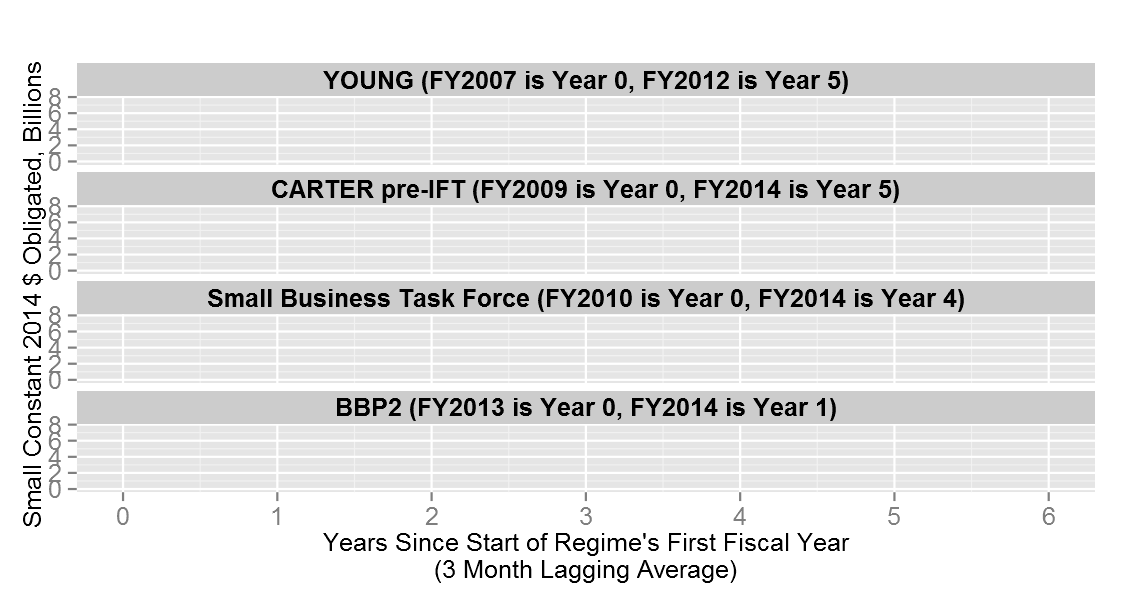 Small Constant 2014 $ Obligated, Billions
YOUNG (FY2007 is Year 0, FY2012 is Year 5)
8
6
4
2
0
CARTER pre-IFT (FY2009 is Year 0, FY2014 is Year 5)
8
6
4
2
0
Small Business Task Force (FY2010 is Year 0, FY2014 is Year 4)
8
6
4
2
0
BBP2 (FY2013 is Year 0, FY2014 is Year 1)
8
6
4
2
0
0 1 2 3 4 5 6
Years Since Start of Regime's First Fiscal Year
(3 Month Lagging Average)